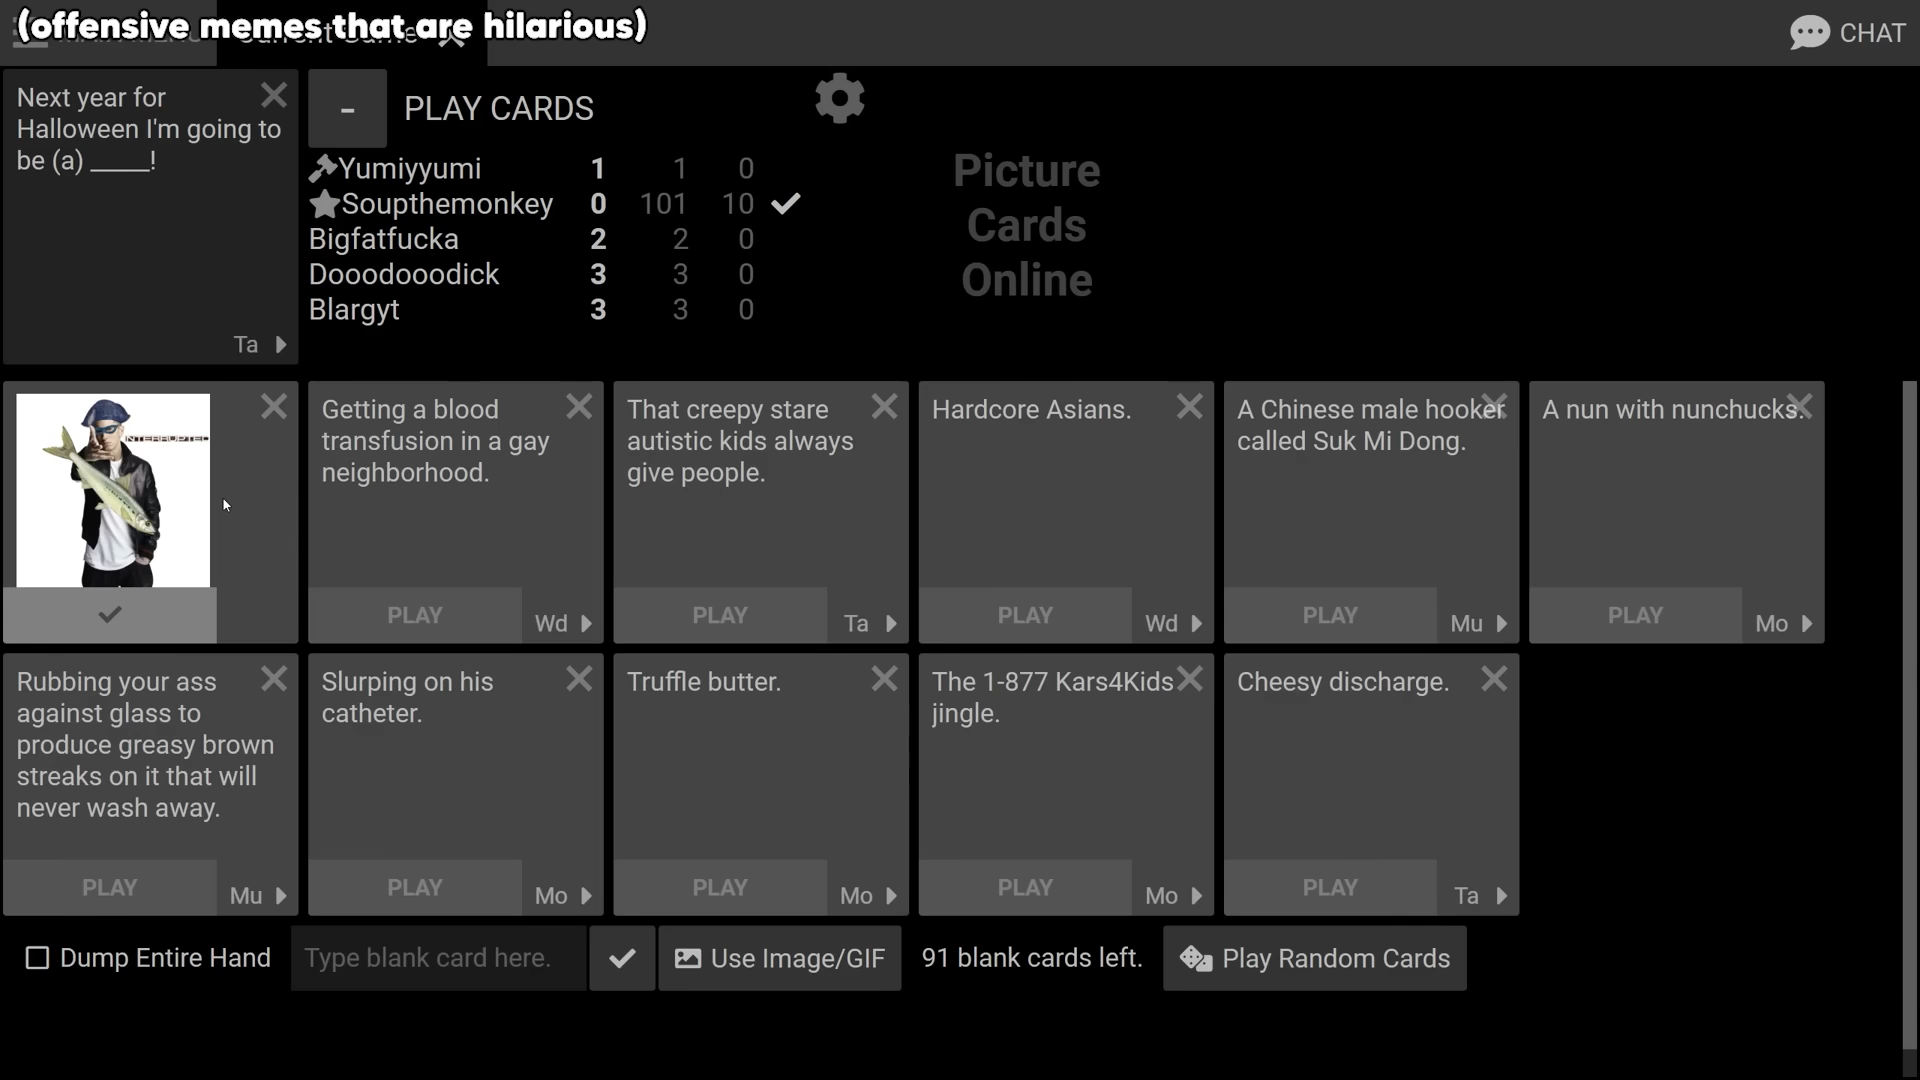 (offensive memes that are hilarious)
CHAT
Next year for
Halloween I'm going to
be (a) _____!
Ta
-
PLAY CARDS
Yumiyyumi 1 1 0
Soupthemonkey 0 101 10
Bigfatfucka 2 2 0
Dooodooodick 3 3 0
Blargyt 3 3 0
Picture
Cards
Online
INTERRUPTED
Getting a blood
transfusion in a gay
neighborhood.
PLAY
Wd
That creepy stare
autistic kids always
give people.
PLAY
Ta
Hardcore Asians.
PLAY
Wd
A Chinese male hooker
called Suk Mi Dong.
PLAY
Mu
A nun with nunchucks.
PLAY
Mo
Rubbing your ass
against glass to
produce greasy brown
streaks on it that will
never wash away.
PLAY
Mu
Slurping on his
catheter.
PLAY
Mo
Truffle butter.
PLAY
Mo
The 1-877 Kars4Kids
jingle.
PLAY
Mo
Cheesy discharge.
PLAY
Ta
Dump Entire Hand
Type blank card here.
Use Image/GIF
91 blank cards left.
Play Random Cards